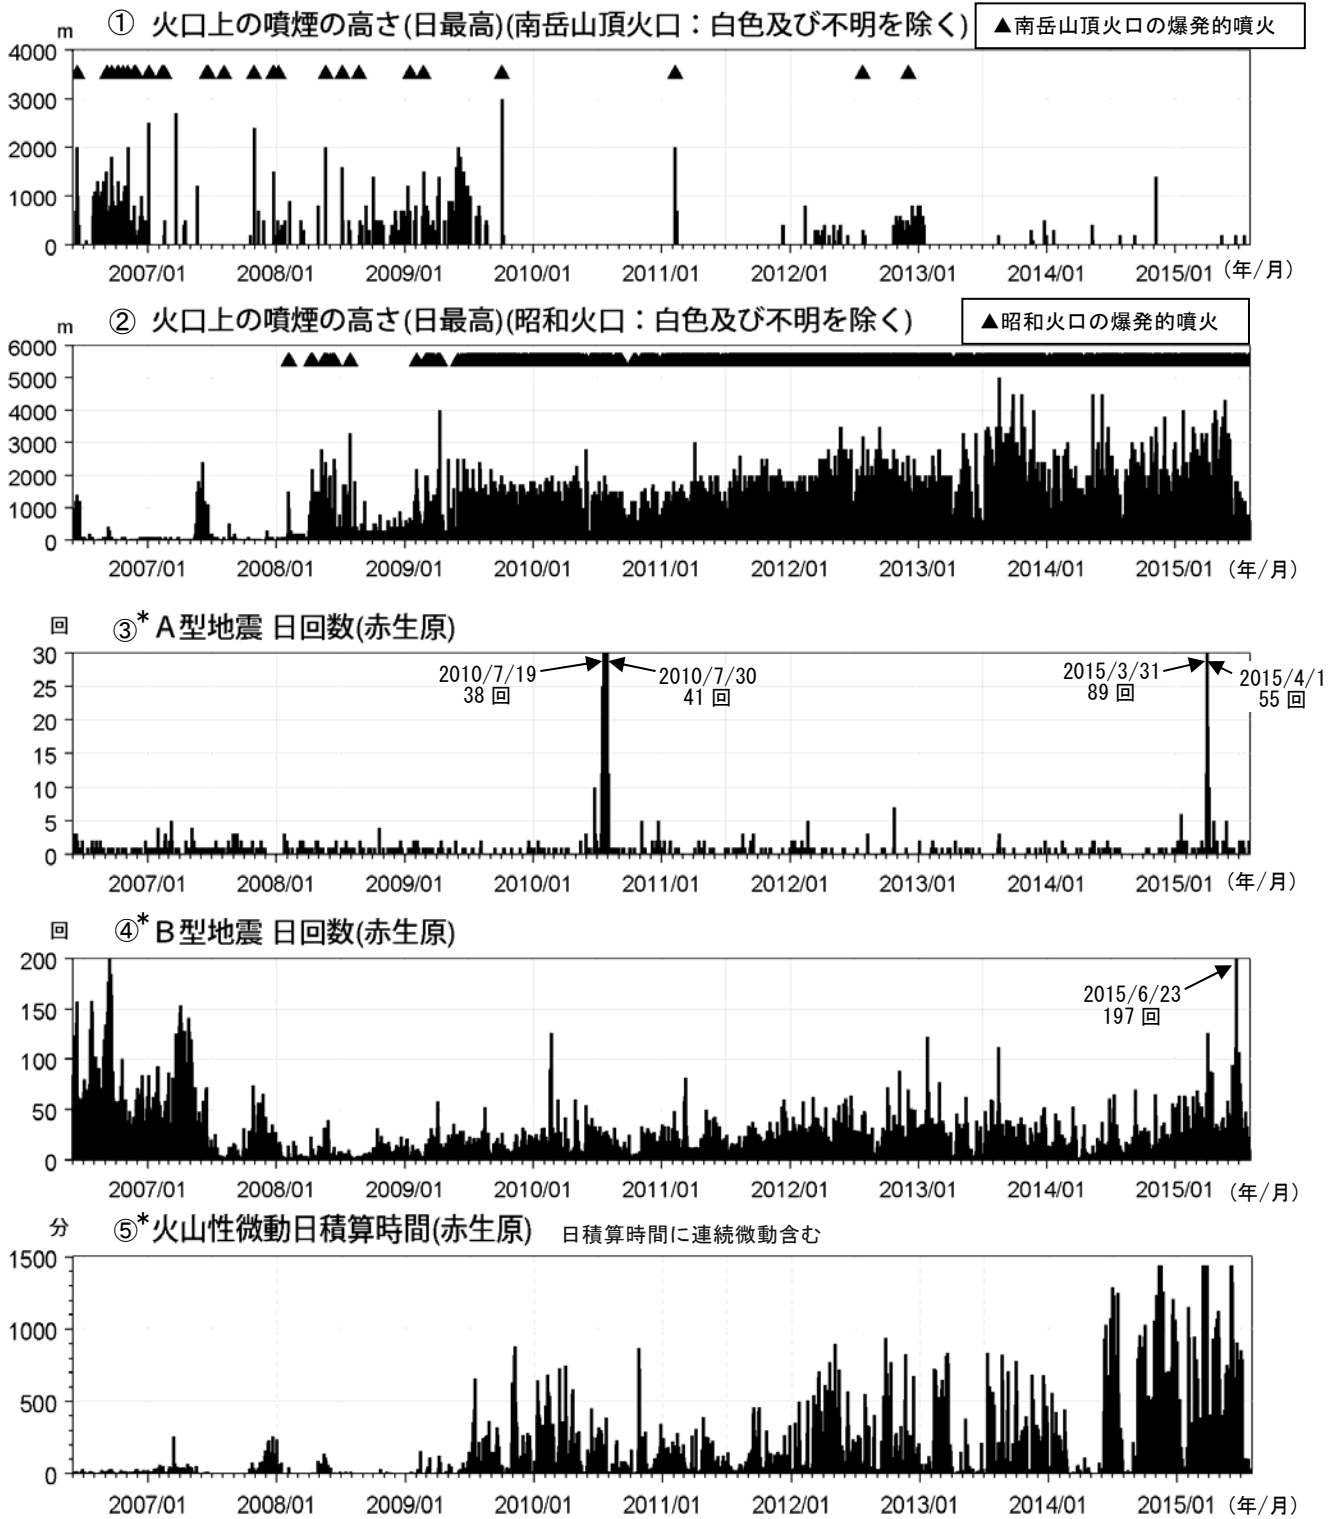 ① 火口上の噴煙の高さ(日最高)(南岳山頂火口：白色及び不明を除く)
▲南岳山頂火口の爆発的噴火
m
4000
3000
2000
1000
0
2007/01 2008/01 2009/01 2010/01 2011/01 2012/01 2013/01 2014/01 2015/01 (年/月)
② 火口上の噴煙の高さ(日最高)(昭和火口：白色及び不明を除く)
▲昭和火口の爆発的噴火
m
6000
5000
4000
3000
2000
1000
0
2007/01 2008/01 2009/01 2010/01 2011/01 2012/01 2013/01 2014/01 2015/01 (年/月)
回 ③*A型地震 日回数(赤生原)
30
25
20
15
10
5
0
2010/7/19
38 回
2010/7/30
41 回
2015/3/31
89 回
2015/4/1
55 回
2007/01 2008/01 2009/01 2010/01 2011/01 2012/01 2013/01 2014/01 2015/01 (年/月)
回 ④*B型地震 日回数(赤生原)
200
150
100
50
0
2015/6/23
197 回
2007/01 2008/01 2009/01 2010/01 2011/01 2012/01 2013/01 2014/01 2015/01 (年/月)
分 ⑤*火山性微動日積算時間(赤生原) 日積算時間に連続微動含む
1500
1000
500
0
2007/01 2008/01 2009/01 2010/01 2011/01 2012/01 2013/01 2014/01 2015/01 (年/月)